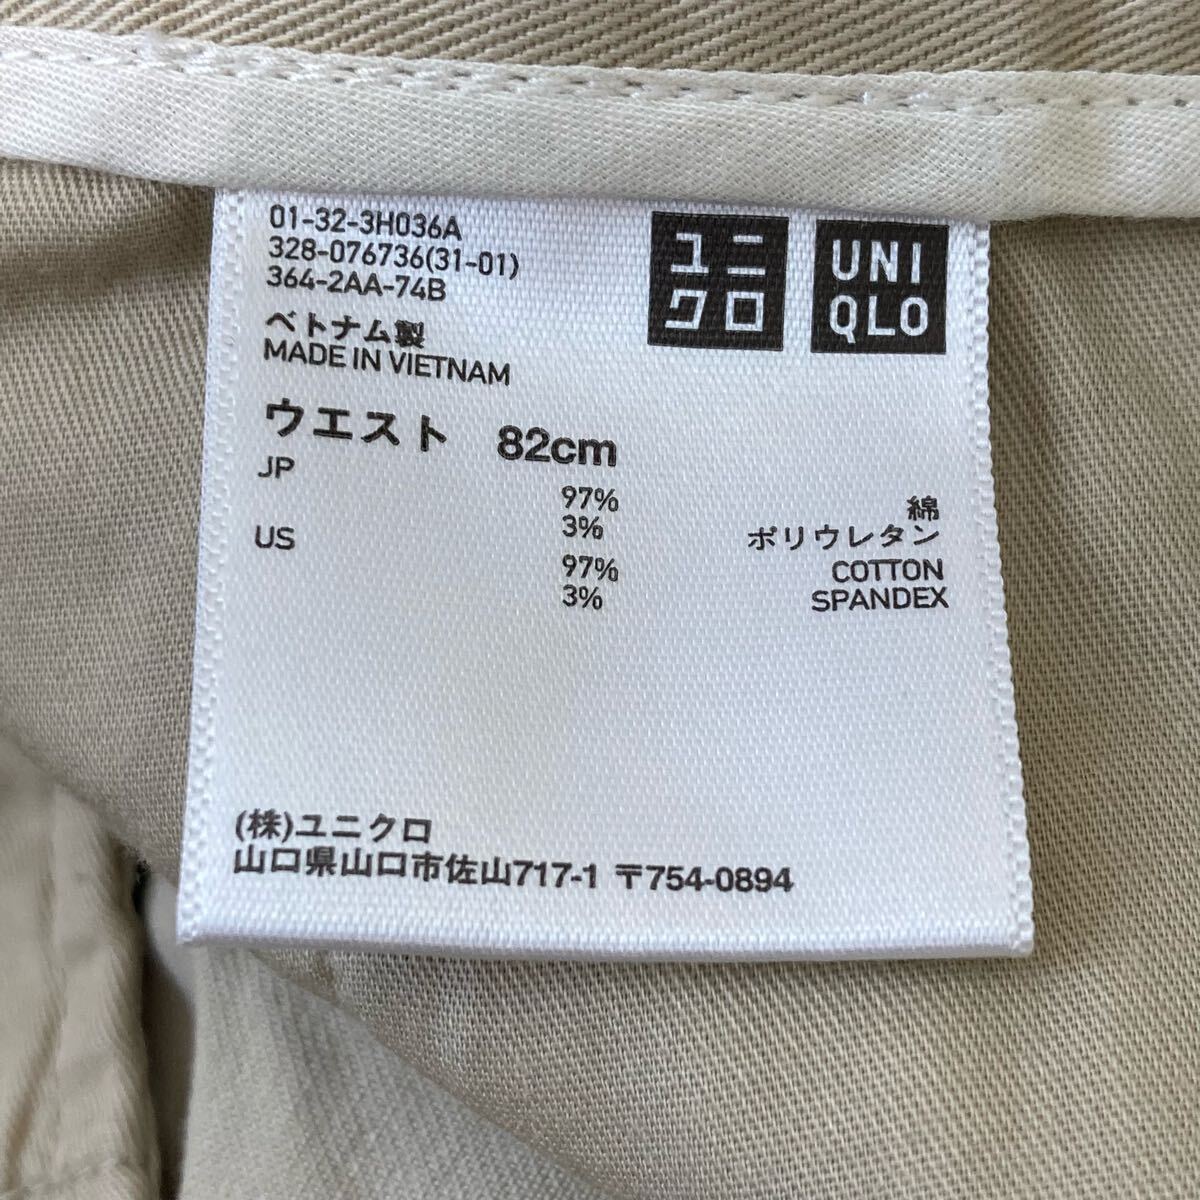 01-32-3H036A
328-076736(31-01)
364-2AA-74B
ユニ
クロ
UNI
QLO
ベトナム製
MADE IN VIETNAM
ウエスト 82cm
JP
97% 綿
3% ポリウレタン
US
97% COTTON
3% SPANDEX
(株)ユニクロ
山口県山口市佐山717-1 〒754-0894